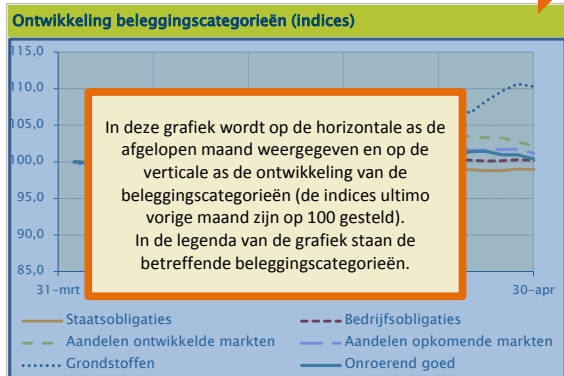 Ontwikkeling beleggingscategorieën (indices)
115,0
110,0
105,0
100,0
95,0
90,0
85,0
31-mrt
30-apr
In deze grafiek wordt op de horizontale as de
afgelopen maand weergegeven en op de
verticale as de ontwikkeling van de
beleggingscategorieën (de indices ultimo
vorige maand zijn op 100 gesteld).
In de legenda van de grafiek staan de
betreffende beleggingscategorieën.
Staatsobligaties
Bedrijfsobligaties
Aandelen ontwikkelde markten
Aandelen opkomende markten
Grondstoffen
Onroerend goed